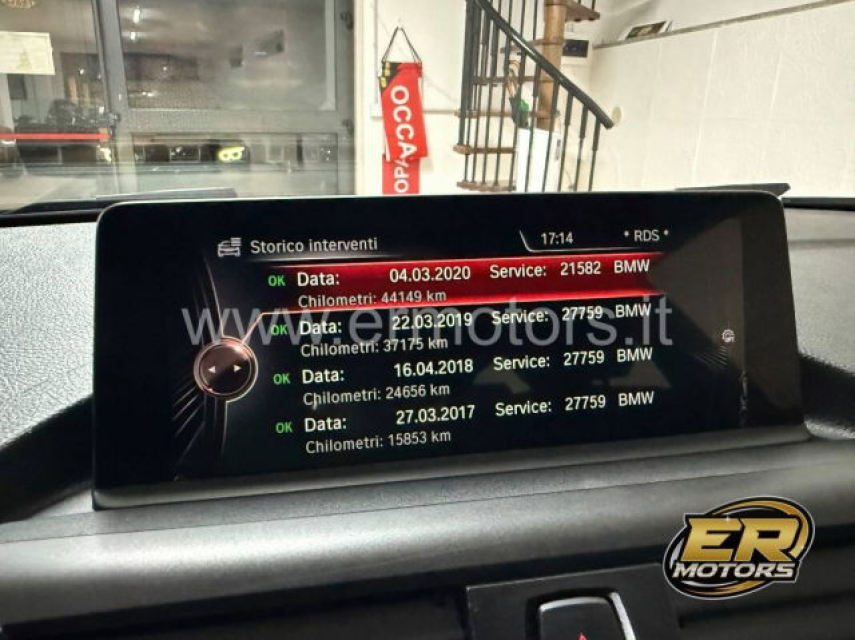 OCCA
OPI
Storico interventi
17:14
* RDS *
OK Data: 04.03.2020 Service: 21582 BMW
Chilometri: 44149 km
OK Data: 22.03.2019 Service: 27759 BMW
Chilometri: 37175 km
www.ermotors.it
OK Data: 16.04.2018 Service: 27759 BMW
Chilometri: 24656 km
OK Data: 27.03.2017 Service: 27759 BMW
Chilometri: 15853 km
ER
MOTORS